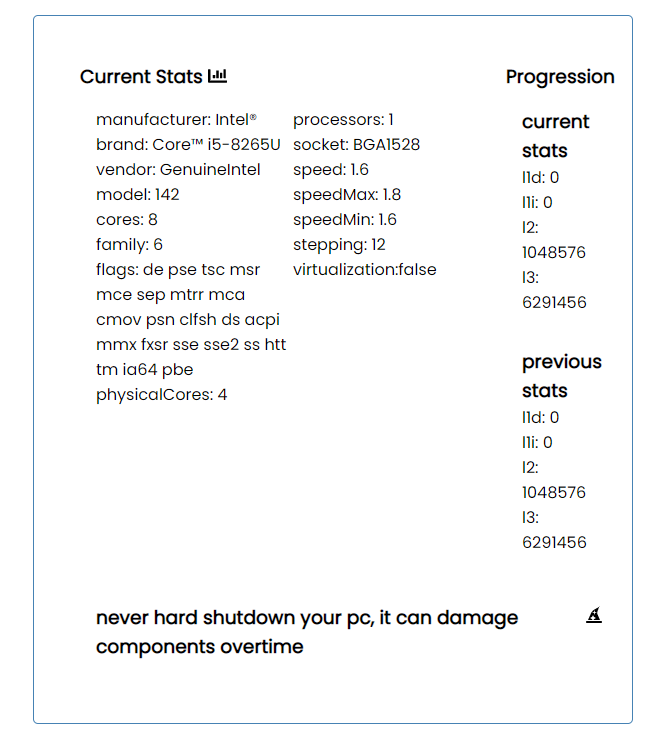 Current Stats
manufacturer: Intel®
brand: Core™ i5-8265U
vendor: GenuineIntel
model: 142
cores: 8
family: 6
flags: de pse tsc msr
mce sep mtrr mca
cmov psn clfsh ds acpi
mmx fxsr sse sse2 ss htt
tm ia64 pbe
physicalCores: 4
processors: 1
socket: BGA1528
speed: 1.6
speedMax: 1.8
speedMin: 1.6
stepping: 12
virtualization:false
Progression
current
stats
l1d: 0
l1i: 0
l2:
1048576
l3:
6291456
previous
stats
l1d: 0
l1i: 0
l2:
1048576
l3:
6291456
never hard shutdown your pc, it can damage
components overtime